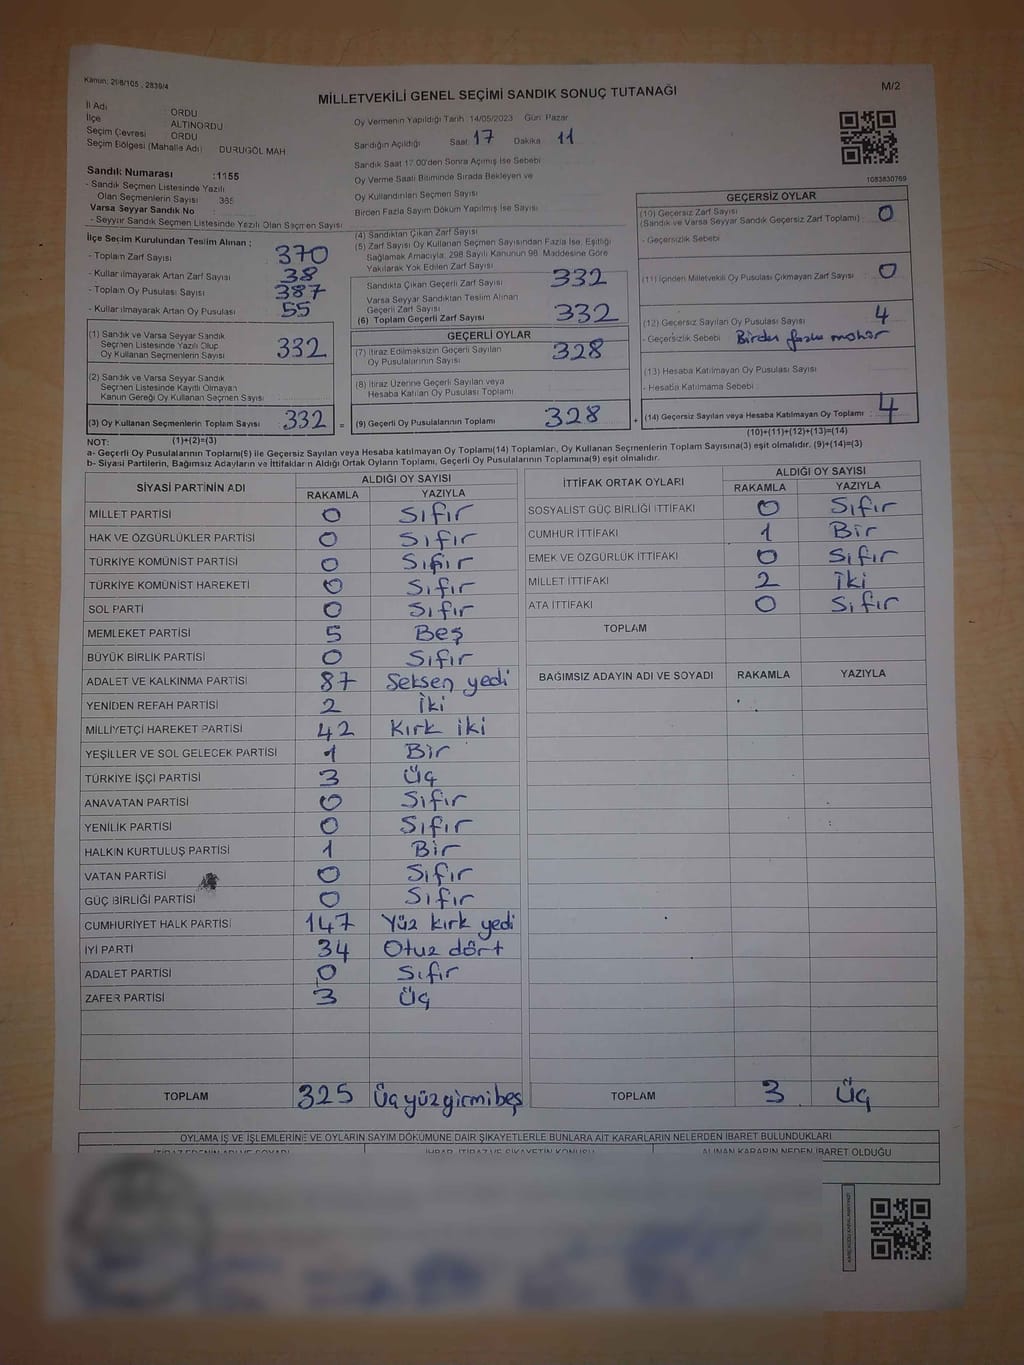 Kanun: 298/105 , 2839/4
M/2
MİLLETVEKİLİ GENEL SEÇİMİ SANDIK SONUÇ TUTANAĞI
İl Adı : ORDU
İlçe : ALTINORDU
Seçim Çevresi : ORDU
Seçim Bölgesi (Mahalle Adı) DURUGÖL MAH
Sandık Numarası :1155
- Sandık Seçmen Listesinde Yazılı
Olan Seçmenlerin Sayısı : 365
Varsa Seyyar Sandık No :
- Seyyar Sandık Seçmen Listesinde Yazılı Olan Seçmen Sayısı
Oy Vermenin Yapıldığı Tarih :14/05/2023 Gün: Pazar
Sandığın Açıldığı Saat 17 Dakika 11
Sandık Saat 17.00'den Sonra Açılmış İse Sebebi
Oy Verme Saati Bitiminde Sırada Bekleyen ve
Oy Kullandırılan Seçmen Sayısı
Birden Fazla Sayım Döküm Yapılmış İse Sayısı
1083830769
İlçe Seçim Kurulundan Teslim Alınan ;
- Toplam Zarf Sayısı : 370
- Kullanılmayarak Artan Zarf Sayısı : 38
- Toplam Oy Pusulası Sayısı : 387
- Kullanılmayarak Artan Oy Pusulası : 55
(1) Sandık ve Varsa Seyyar Sandık
Seçmen Listesinde Yazılı Olup
Oy Kullanan Seçmenlerin Sayısı : 332
(2) Sandık ve Varsa Seyyar Sandık
Seçmen Listesinde Kayıtlı Olmayan
Kanun Gereği Oy Kullanan Seçmen Sayısı :
(3) Oy Kullanan Seçmenlerin Toplam Sayısı : 332
(1)+(2)=(3)
(4) Sandıktan Çıkan Zarf Sayısı
(5) Zarf Sayısı Oy Kullanan Seçmen Sayısından Fazla İse, Eşitliği
Sağlamak Amacıyla, 298 Sayılı Kanunun 98. Maddesine Göre
Yakılarak Yok Edilen Zarf Sayısı
Sandıkta Çıkan Geçerli Zarf Sayısı 332
Varsa Seyyar Sandıktan Teslim Alınan
Geçerli Zarf Sayısı
(6) Toplam Geçerli Zarf Sayısı 332
GEÇERLİ OYLAR
(7) İtiraz Edilmeksizin Geçerli Sayılan
Oy Pusulalarının Sayısı 328
(8) İtiraz Üzerine Geçerli Sayılan veya
Hesaba Katılan Oy Pusulası Toplamı
= (9) Geçerli Oy Pusulalarının Toplamı 328
GEÇERSİZ OYLAR
(10) Geçersiz Zarf Sayısı
(Sandık ve Varsa Seyyar Sandık Geçersiz Zarf Toplamı) : 0
- Geçersizlik Sebebi
(11) İçinden Milletvekili Oy Pusulası Çıkmayan Zarf Sayısı : 0
(12) Geçersiz Sayılan Oy Pusulası Sayısı : 4
- Geçersizlik Sebebi : Birden fazla mühür
(13) Hesaba Katılmayan Oy Pusulası Sayısı
- Hesaba Katılmama Sebebi
+ (14) Geçersiz Sayılan veya Hesaba Katılmayan Oy Toplamı : 4
(10)+(11)+(12)+(13)=(14)
NOT:
a- Geçerli Oy Pusulalarının Toplamı(9) ile Geçersiz Sayılan veya Hesaba katılmayan Oy Toplamı(14) Toplamları, Oy Kullanan Seçmenlerin Toplam Sayısına(3) eşit olmalıdır. (9)+(14)=(3)
b- Siyasi Partilerin, Bağımsız Adayların ve İttifakların Aldığı Ortak Oyların Toplamı, Geçerli Oy Pusulalarının Toplamına(9) eşit olmalıdır.
SİYASİ PARTİNİN ADI ALDIĞI OY SAYISI
RAKAMLA YAZIYLA
MİLLET PARTİSİ 0 Sıfır
HAK VE ÖZGÜRLÜKLER PARTİSİ 0 Sıfır
TÜRKİYE KOMÜNİST PARTİSİ 0 Sıfır
TÜRKİYE KOMÜNİST HAREKETİ 0 Sıfır
SOL PARTİ 0 Sıfır
MEMLEKET PARTİSİ 5 Beş
BÜYÜK BİRLİK PARTİSİ 0 Sıfır
ADALET VE KALKINMA PARTİSİ 87 Seksen yedi
YENİDEN REFAH PARTİSİ 2 İki
MİLLİYETÇİ HAREKET PARTİSİ 42 Kırk iki
YEŞİLLER VE SOL GELECEK PARTİSİ 1 Bir
TÜRKİYE İŞÇİ PARTİSİ 3 Üç
ANAVATAN PARTİSİ 0 Sıfır
YENİLİK PARTİSİ 0 Sıfır
HALKIN KURTULUŞ PARTİSİ 1 Bir
VATAN PARTİSİ 0 Sıfır
GÜÇ BİRLİĞİ PARTİSİ 0 Sıfır
CUMHURİYET HALK PARTİSİ 147 Yüz kırk yedi
İYİ PARTİ 34 Otuz dört
ADALET PARTİSİ 0 Sıfır
ZAFER PARTİSİ 3 Üç
TOPLAM 325 Üçyüzgirmibeş
İTTİFAK ORTAK OYLARI ALDIĞI OY SAYISI
RAKAMLA YAZIYLA
SOSYALİST GÜÇ BİRLİĞİ İTTİFAKI 0 Sıfır
CUMHUR İTTİFAKI 1 Bir
EMEK VE ÖZGÜRLÜK İTTİFAKI 0 Sıfır
MİLLET İTTİFAKI 2 İki
ATA İTTİFAKI 0 Sıfır
TOPLAM
BAĞIMSIZ ADAYIN ADI VE SOYADI RAKAMLA YAZIYLA
TOPLAM 3 Üç
OYLAMA İŞ VE İŞLEMLERİNE VE OYLARIN SAYIM DÖKÜMÜNE DAİR ŞİKAYETLERLE BUNLARA AİT KARARLARIN NELERDEN İBARET BULUNDUKLARI
İTİRAZ EDENİN ADI VE SOYADI İHBAR, İTİRAZ VE ŞİKAYETİN KONUSU ALINAN KARARIN NEDEN İBARET OLDUĞU